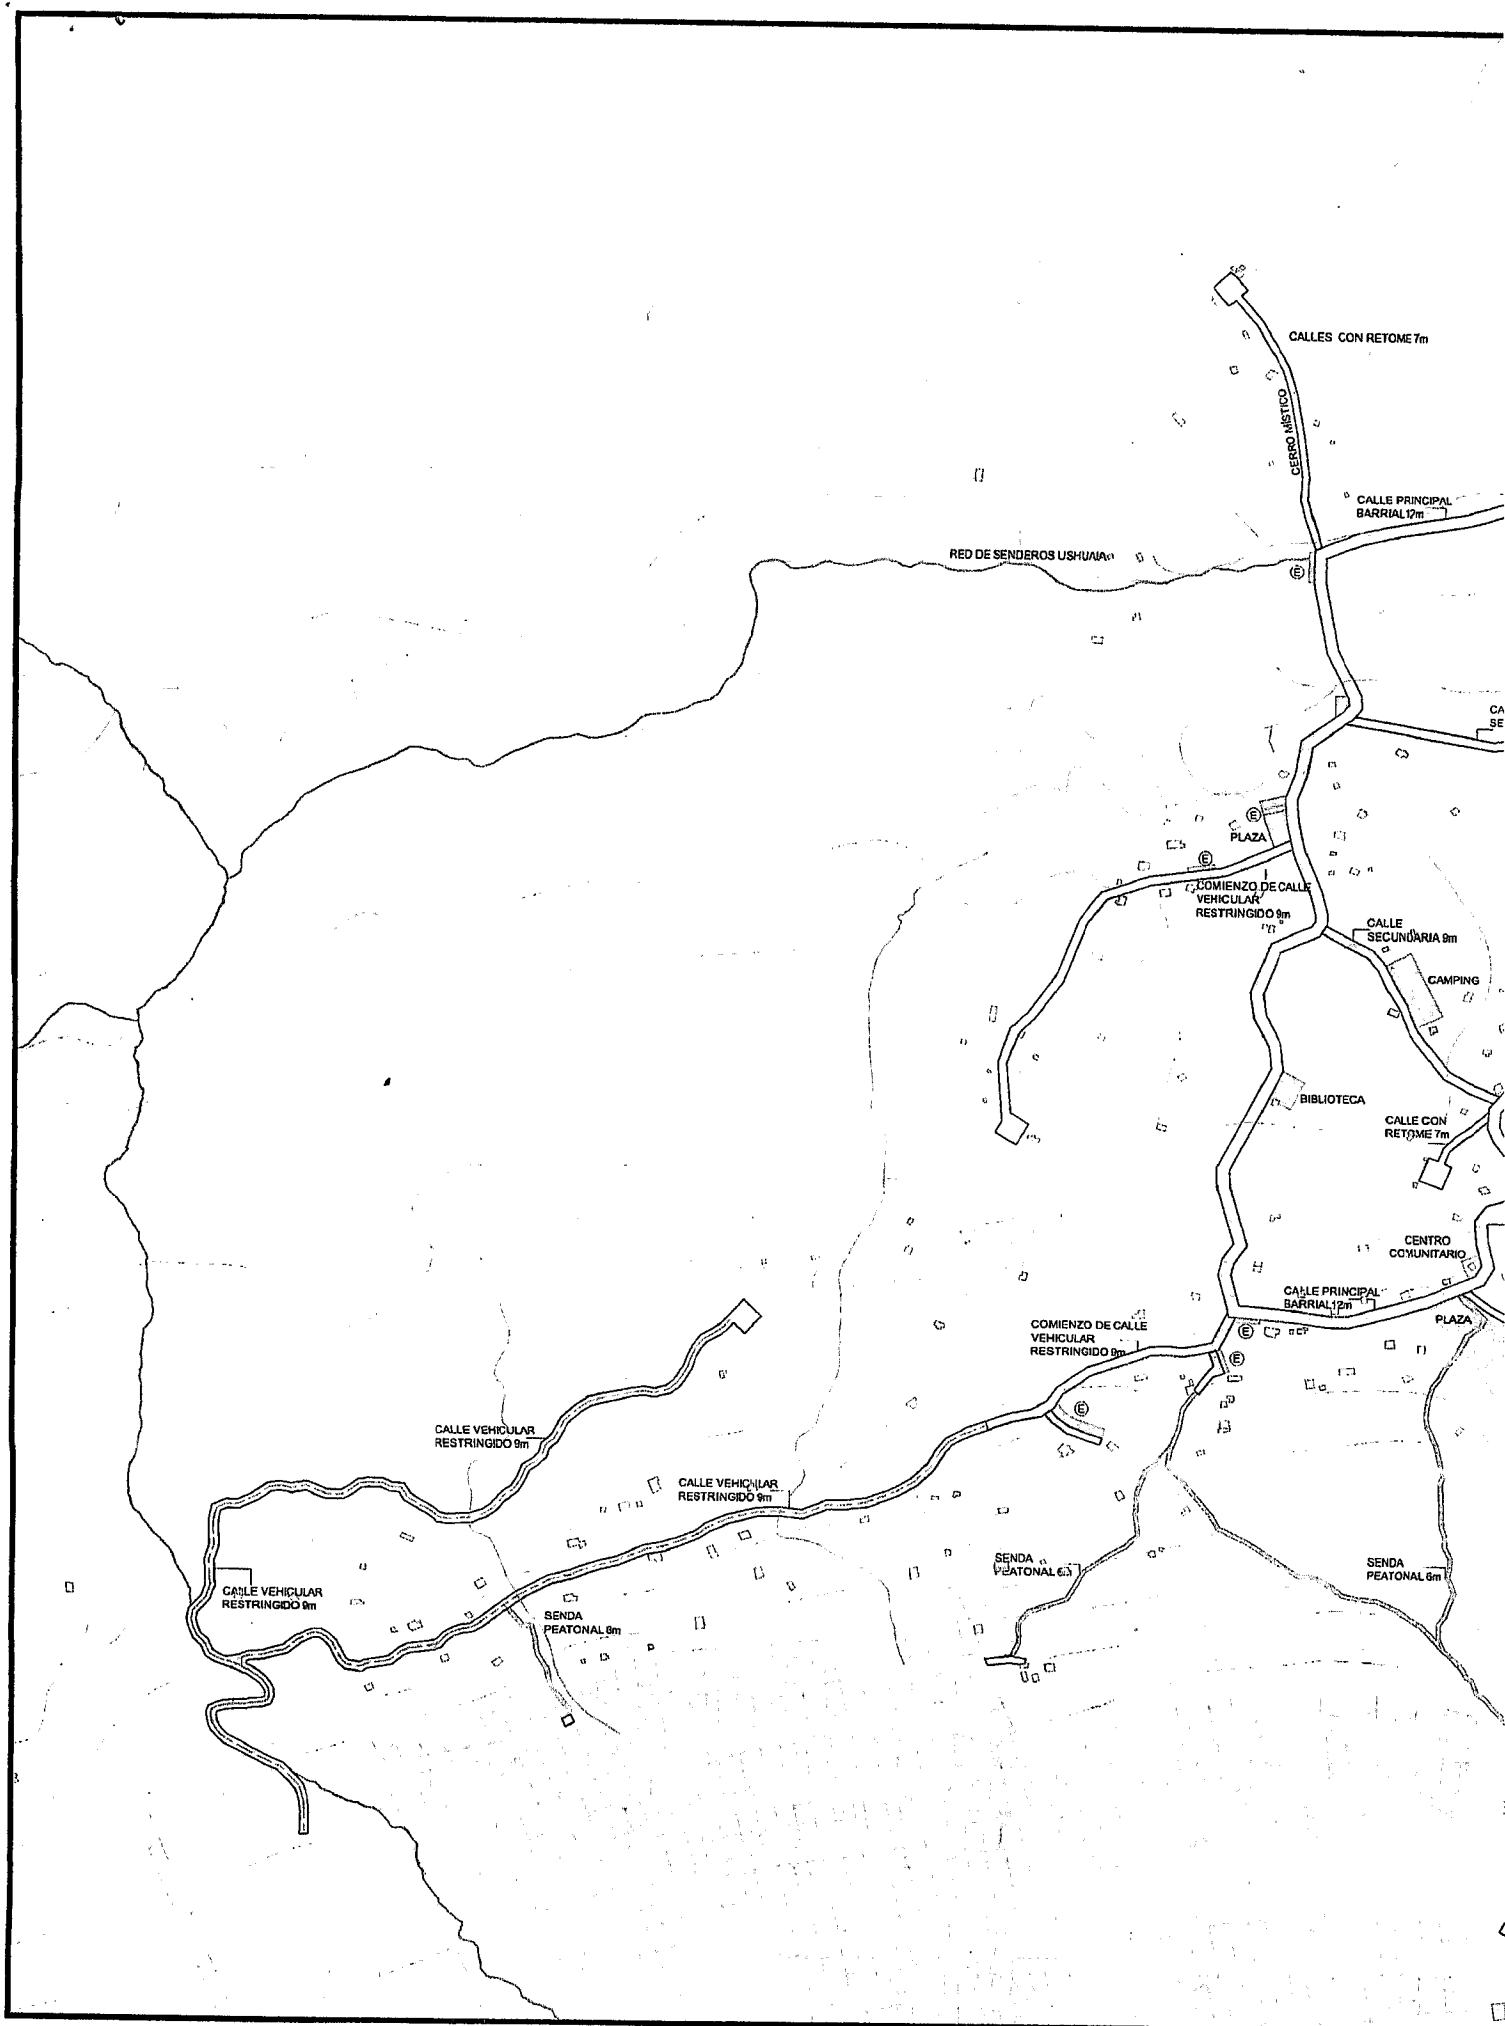 CALLES CON RETOME 7m
CERRO MÍSTICO
CALLE PRINCIPAL
BARRIAL 12m
RED DE SENDEROS USHUAIA
E
CA
SE
E
PLAZA
E
COMIENZO DE CALLE
VEHICULAR
RESTRINGIDO 9m
CALLE
SECUNDARIA 9m
CAMPING
BIBLIOTECA
CALLE CON
RETOME 7m
CENTRO
COMUNITARIO
CALLE PRINCIPAL
BARRIAL 12m
PLAZA
COMIENZO DE CALLE
VEHICULAR
RESTRINGIDO 9m
E
E
E
CALLE VEHICULAR
RESTRINGIDO 9m
CALLE VEHICULAR
RESTRINGIDO 9m
SENDA
PEATONAL 6m
SENDA
PEATONAL 6m
CALLE VEHICULAR
RESTRINGIDO 9m
SENDA
PEATONAL 6m